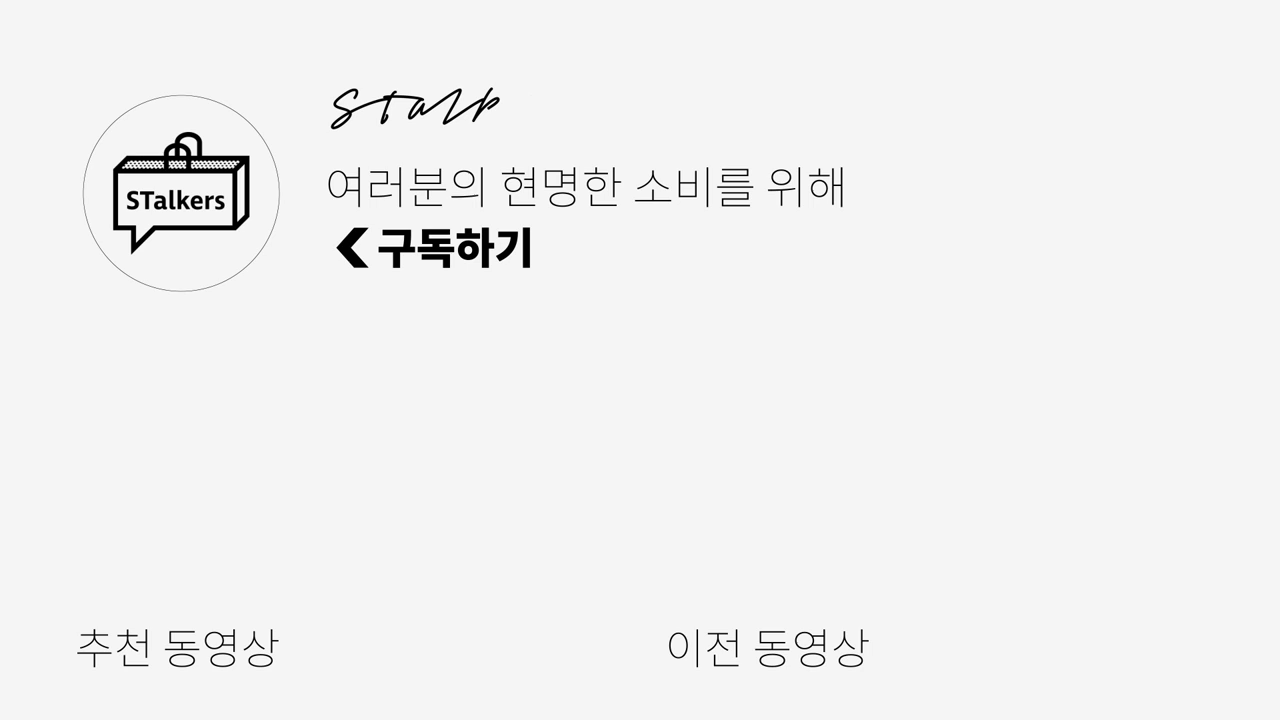 STalkers
Stalk
여러분의 현명한 소비를 위해
구독하기
추천 동영상
이전 동영상